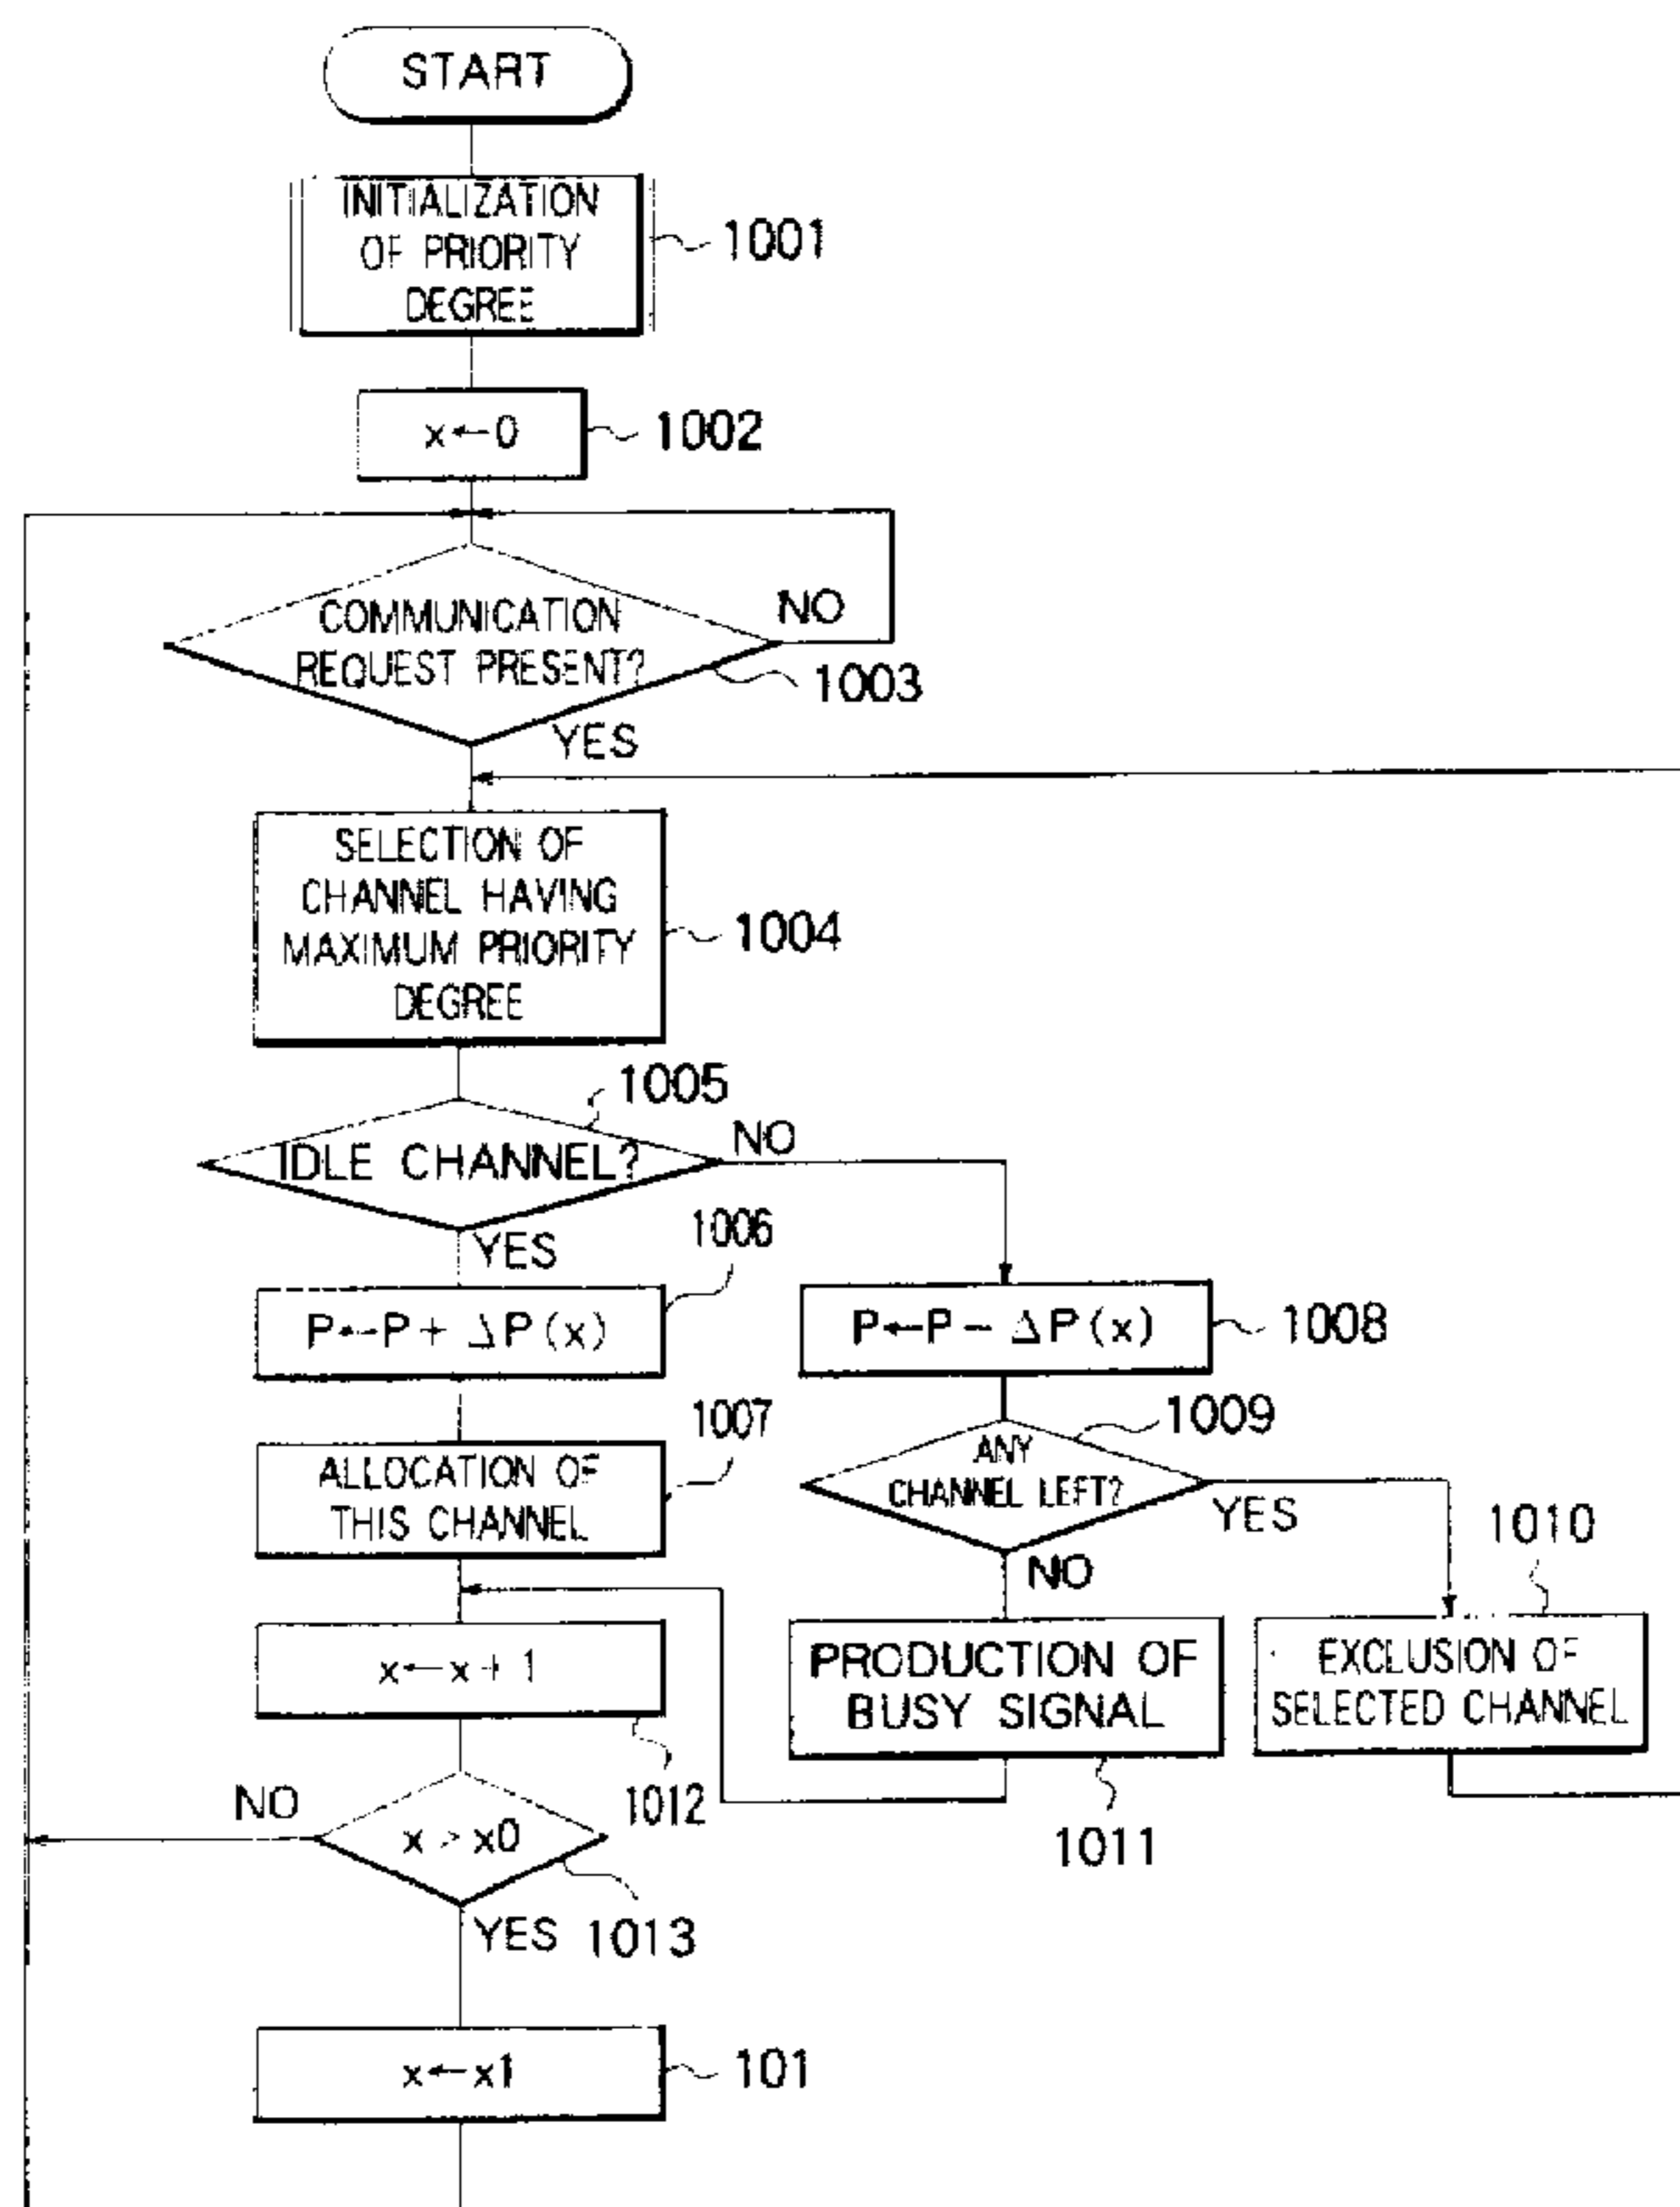 START
INITIALIZATION
OF PRIORITY
DEGREE
1001
x←0
1002
COMMUNICATION
REQUEST PRESENT?
NO
1003
YES
SELECTION OF
CHANNEL HAVING
MAXIMUM PRIORITY
DEGREE
1004
1005
IDLE CHANNEL?
NO
YES
1006
P←P+ ΔP(x)
P←P− ΔP(x)
1008
1007
ALLOCATION OF
THIS CHANNEL
1009
ANY
CHANNEL LEFT?
YES
NO
1010
x←x+1
1012
PRODUCTION OF
BUSY SIGNAL
1011
EXCLUSION OF
SELECTED CHANNEL
NO
x > x0
YES
1013
x←x1
101